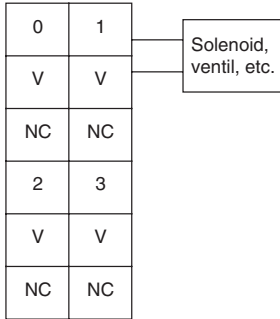 0 1
Solenoid,
ventil, etc.
V V
NC NC
2 3
V V
NC NC